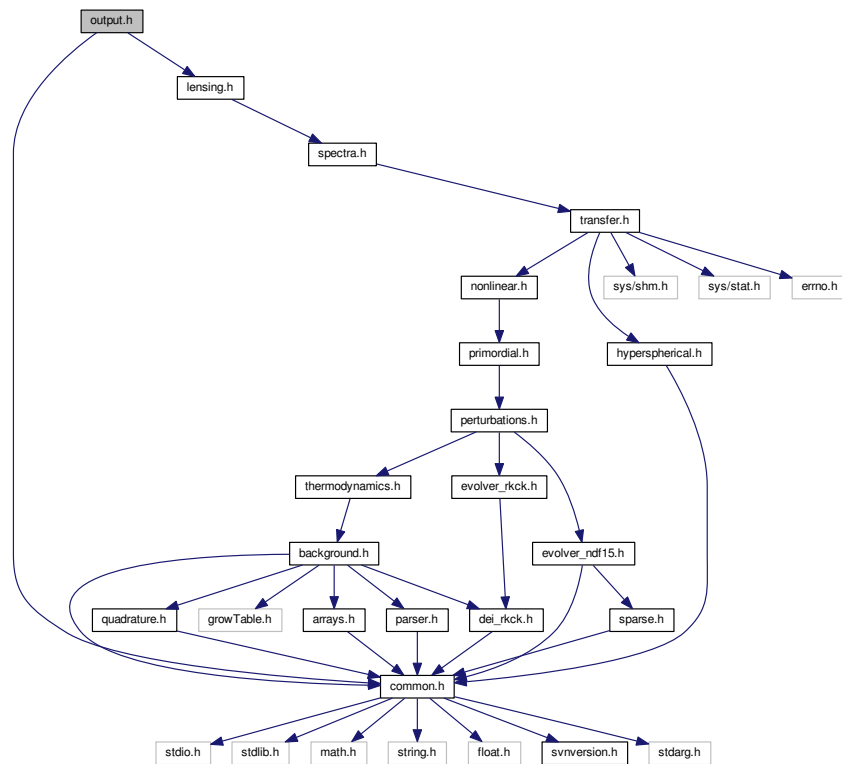 output.h
lensing.h
spectra.h
transfer.h
nonlinear.h
sys/shm.h
sys/stat.h
errno.h
primordial.h
hyperspherical.h
perturbations.h
thermodynamics.h
evolver_rkck.h
background.h
evolver_ndf15.h
quadrature.h
growTable.h
arrays.h
parser.h
dei_rkck.h
sparse.h
common.h
stdio.h
stdlib.h
math.h
string.h
float.h
svnversion.h
stdarg.h